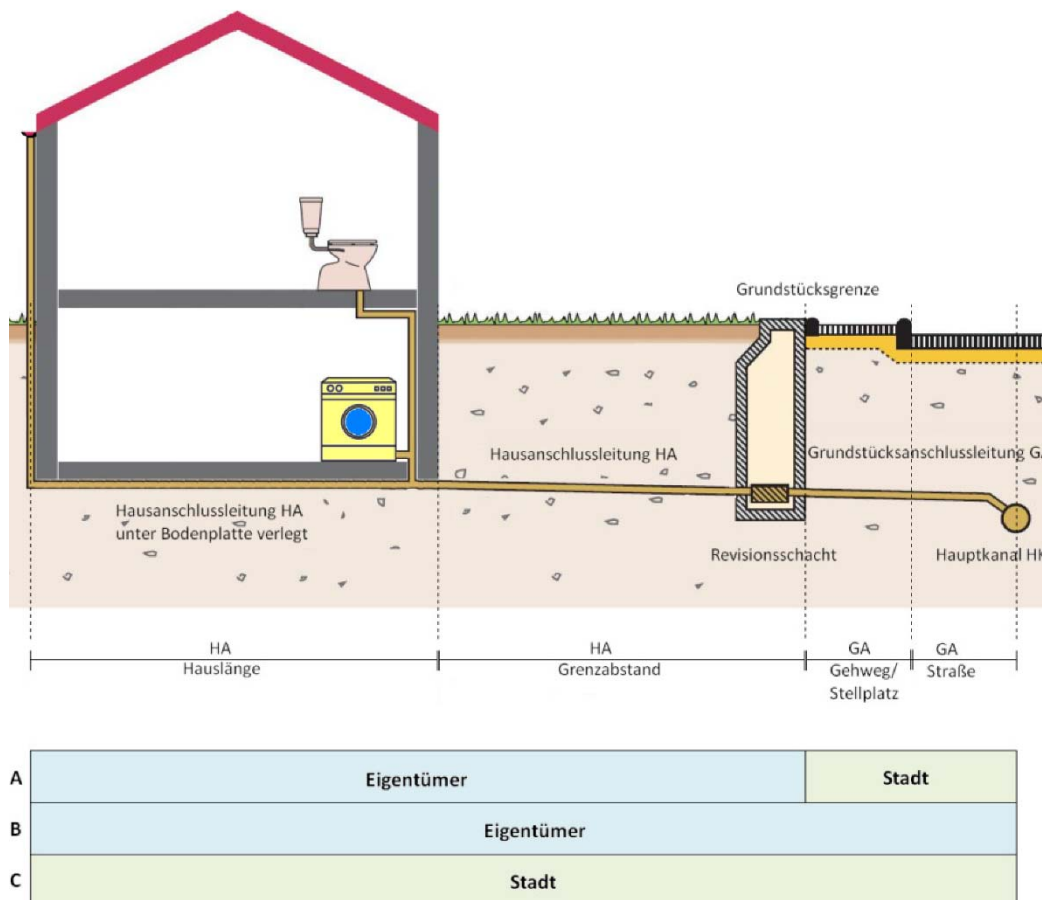 Grundstücksgrenze
Hausanschlussleitung HA
Grundstücksanschlussleitung G
Hausanschlussleitung HA
unter Bodenplatte verlegt
Revisionsschacht
Hauptkanal HK
HA
Hauslänge
HA
Grenzabstand
GA
Gehweg/
Stellplatz
GA
Straße
A
Eigentümer
Stadt
B
Eigentümer
C
Stadt